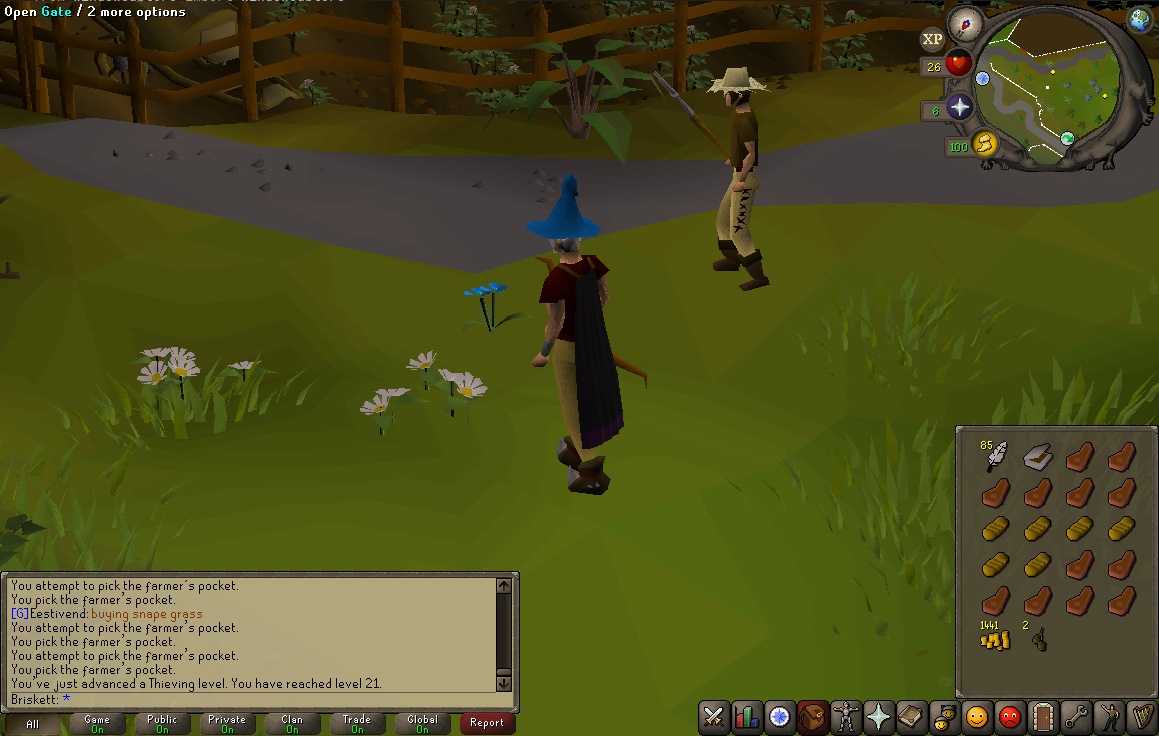 Open Gate / 2 more options
XP
26
6
100
85
1441
2
You attempt to pick the farmer's pocket.
You pick the farmer's pocket.
[G]Eestivend: buying snape grass
You attempt to pick the farmer's pocket.
You pick the farmer's pocket.
You attempt to pick the farmer's pocket.
You pick the farmer's pocket.
You've just advanced a Thieving level. You have reached level 21.
Briskett: *
All
Game
On
Public
On
Private
On
Clan
On
Trade
On
Global
On
Report